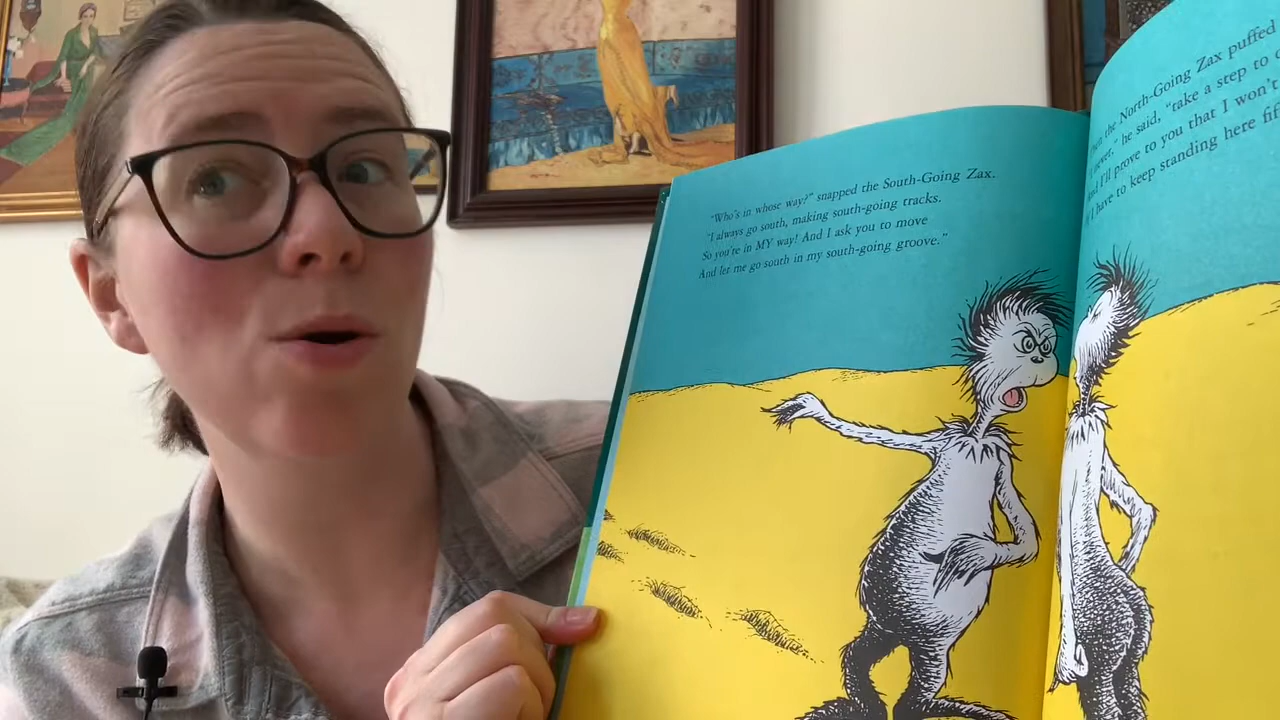 "Who's in whose way?" snapped the South-Going Zax.
"I always go south, making south-going tracks.
So you're in MY way! And I ask you to move
And let me go south in my south-going groove."
the North-Going Zax puffed
he said, "take a step to
I'll prove to you that I won't
I have to keep standing here